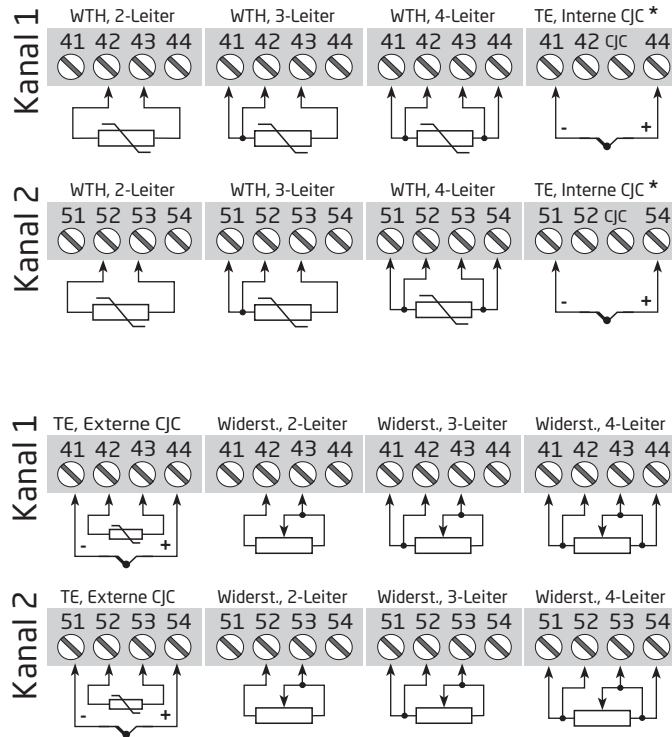 Kanal 1
WTH, 2-Leiter WTH, 3-Leiter WTH, 4-Leiter TE, Interne CJC *
41 42 43 44 41 42 43 44 41 42 43 44 41 42 CJC 44
- +
Kanal 2
WTH, 2-Leiter WTH, 3-Leiter WTH, 4-Leiter TE, Interne CJC *
51 52 53 54 51 52 53 54 51 52 53 54 51 52 CJC 54
- +
Kanal 1
TE, Externe CJC Widerst., 2-Leiter Widerst., 3-Leiter Widerst., 4-Leiter
41 42 43 44 41 42 43 44 41 42 43 44 41 42 43 44
- +
Kanal 2
TE, Externe CJC Widerst., 2-Leiter Widerst., 3-Leiter Widerst., 4-Leiter
51 52 53 54 51 52 53 54 51 52 53 54 51 52 53 54
- +